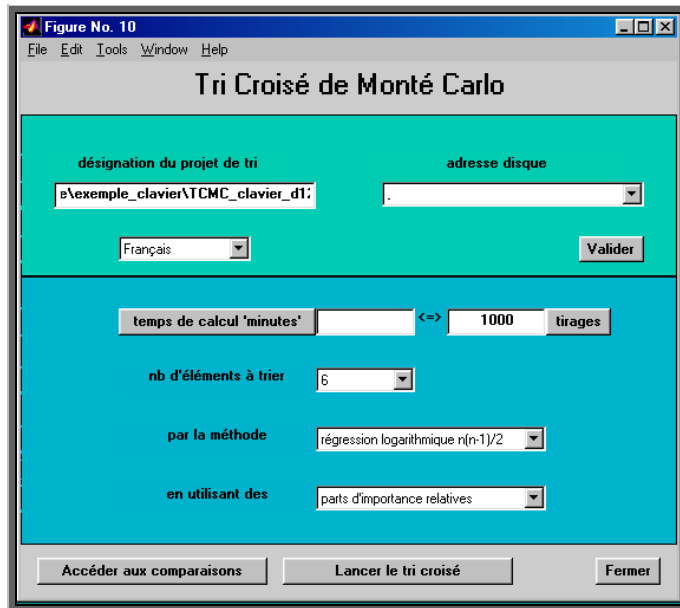 Figure No. 10
File Edit Tools Window Help
Tri Croisé de Monté Carlo
désignation du projet de tri adresse disque
e\exemple_clavier\TCMC_clavier_d12 .
Français Valider
temps de calcul 'minutes' <=> 1000 tirages
nb d'éléments à trier 6
par la méthode régression logarithmique n(n-1)/2
en utilisant des parts d'importance relatives
Accéder aux comparaisons Lancer le tri croisé Fermer